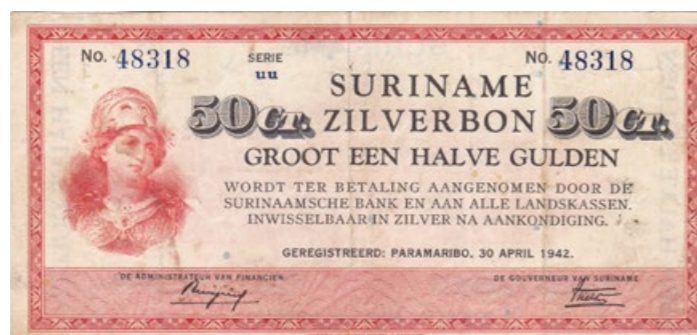 No. 48318
SERIE
uu
No. 48318
SURINAME
50 CT. ZILVERBON 50 CT.
GROOT EEN HALVE GULDEN
WORDT TER BETALING AANGENOMEN DOOR DE
SURINAAMSCHE BANK EN AAN ALLE LANDSKASSEN.
INWISSELBAAR IN ZILVER NA AANKONDIGING.
GEREGISTREERD: PARAMARIBO, 30 APRIL 1942.
DE ADMINISTRATEUR VAN FINANCIEN
DE GOUVERNEUR VAN SURINAME